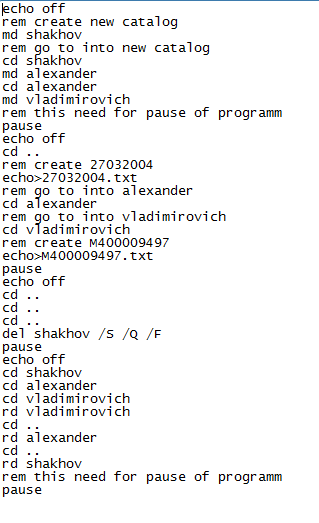 echo off
rem create new catalog
md shakhov
rem go to into new catalog
cd shakhov
md alexander
cd alexander
md vladimirovich
rem this need for pause of programm
pause
echo off
cd ..
rem create 27032004
echo>27032004.txt
rem go to into alexander
cd alexander
rem go to into vladimirovich
cd vladimirovich
rem create M400009497
echo>M400009497.txt
pause
echo off
cd ..
cd ..
cd ..
del shakhov /S /Q /F
pause
echo off
cd shakhov
cd alexander
cd vladimirovich
rd vladimirovich
cd ..
rd alexander
cd ..
rd shakhov
rem this need for pause of programm
pause